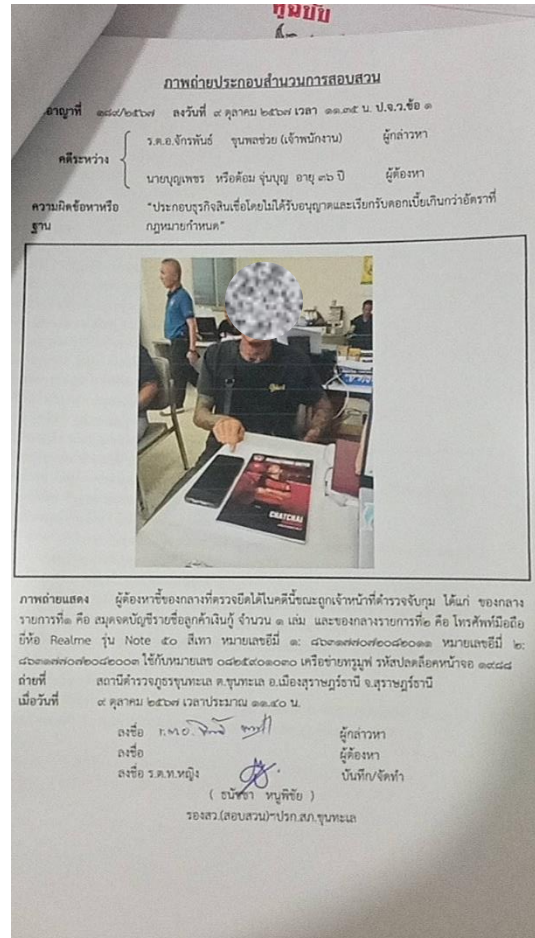 ภาพถ่ายประกอบสำนวนการสอบสวน
อาญาที่ ๑๘๙/๒๕๖๗ ลงวันที่ ๙ ตุลาคม ๒๕๖๗ เวลา ๑๑.๓๕ น. ป.จ.ว.ข้อ ๑
คดีระหว่าง
ร.ต.อ.จักรพันธ์ ขุนพลช่วย (เจ้าพนักงาน) ผู้กล่าวหา
นายบุญเพชร หรือต้อม จุ่นบุญ อายุ ๓๖ ปี ผู้ต้องหา
ความผิดข้อหาหรือฐาน “ประกอบธุรกิจสินเชื่อโดยไม่ได้รับอนุญาตและเรียกรับดอกเบี้ยเกินกว่าอัตราที่
กฎหมายกำหนด”
CHATCHAI
ภาพถ่ายแสดง ผู้ต้องหาชี้ของกลางที่ตรวจยึดได้ในคดีนี้ขณะถูกเจ้าหน้าที่ตำรวจจับกุม ได้แก่ ของกลาง
รายการที่๑ คือ สมุดจดบัญชีรายชื่อลูกค้าเงินกู้ จำนวน ๑ เล่ม และของกลางรายการที่๒ คือ โทรศัพท์มือถือ
ยี่ห้อ Realme รุ่น Note ๕๐ สีเทา หมายเลขอีมี่ ๑: ๘๖๓๑๗๗๐๗๒๐๘๒๐๑๑ หมายเลขอีมี่ ๒:
๘๖๓๑๗๗๐๗๒๐๘๒๐๐๓ ใช้กับหมายเลข ๐๘๒๕๙๐๑๐๓๐ เครือข่ายทรูมูฟ รหัสปลดล็อคหน้าจอ ๑๙๘๘
ถ่ายที่ สถานีตำรวจภูธรขุนทะเล ต.ขุนทะเล อ.เมืองสุราษฎร์ธานี จ.สุราษฎร์ธานี
เมื่อวันที่ ๙ ตุลาคม ๒๕๖๗ เวลาประมาณ ๑๑.๔๐ น.
ลงชื่อ ร.ต.อ. ผู้กล่าวหา
ลงชื่อ ผู้ต้องหา
ลงชื่อ ร.ต.ท.หญิง บันทึก/จัดทำ
( ธนัชชา หนูพิชัย )
รองสว.(สอบสวน)ฯปรก.สภ.ขุนทะเล